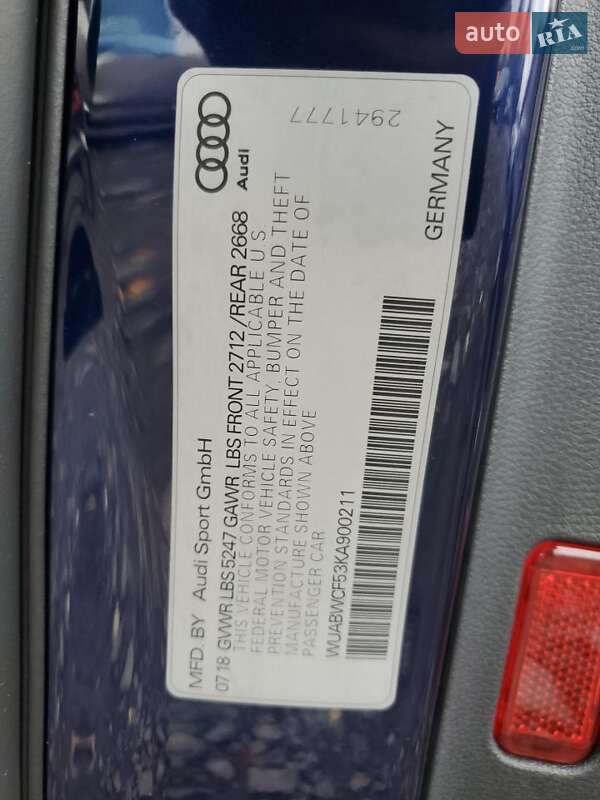 auto RIA .com
MFD. BY Audi Sport GmbH
Audi
07 18 GVWR LBS 5247 GAWR LBS FRONT 2712 /REAR 2668
THIS VEHICLE CONFORMS TO ALL APPLICABLE U S
FEDERAL MOTOR VEHICLE SAFETY, BUMPER AND THEFT
PREVENTION STANDARDS IN EFFECT ON THE DATE OF
MANUFACTURE SHOWN ABOVE
PASSENGER CAR
WUABWCF53KA900211
2941777
GERMANY